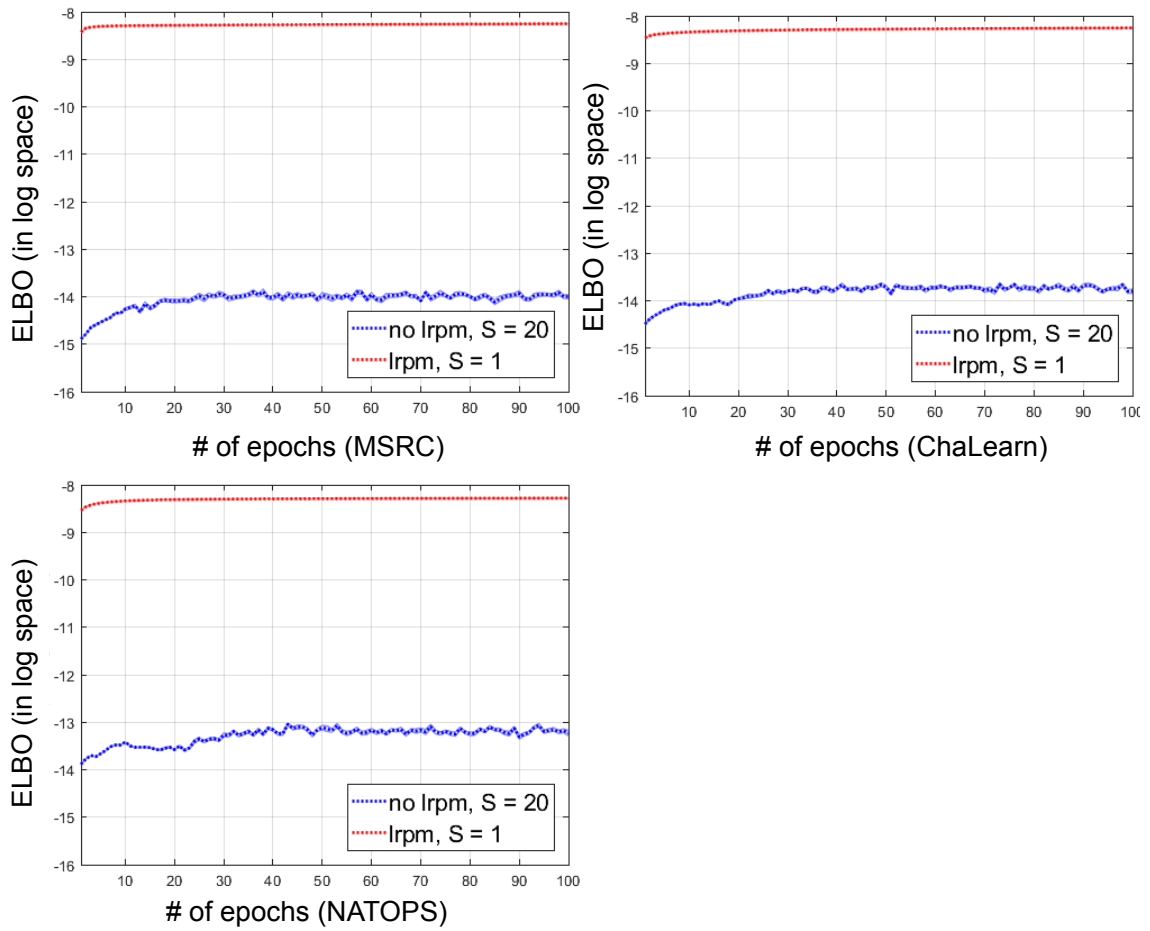 ELBO (in log space)
-8
-9
-10
-11
-12
-13
-14
-15
-16
no lrpm, S = 20
lrpm, S = 1
10 20 30 40 50 60 70 80 90 100
# of epochs (MSRC)
ELBO (in log space)
-8
-9
-10
-11
-12
-13
-14
-15
-16
no lrpm, S = 20
lrpm, S = 1
10 20 30 40 50 60 70 80 90 100
# of epochs (ChaLearn)
ELBO (in log space)
-8
-9
-10
-11
-12
-13
-14
-15
-16
no lrpm, S = 20
lrpm, S = 1
10 20 30 40 50 60 70 80 90 100
# of epochs (NATOPS)